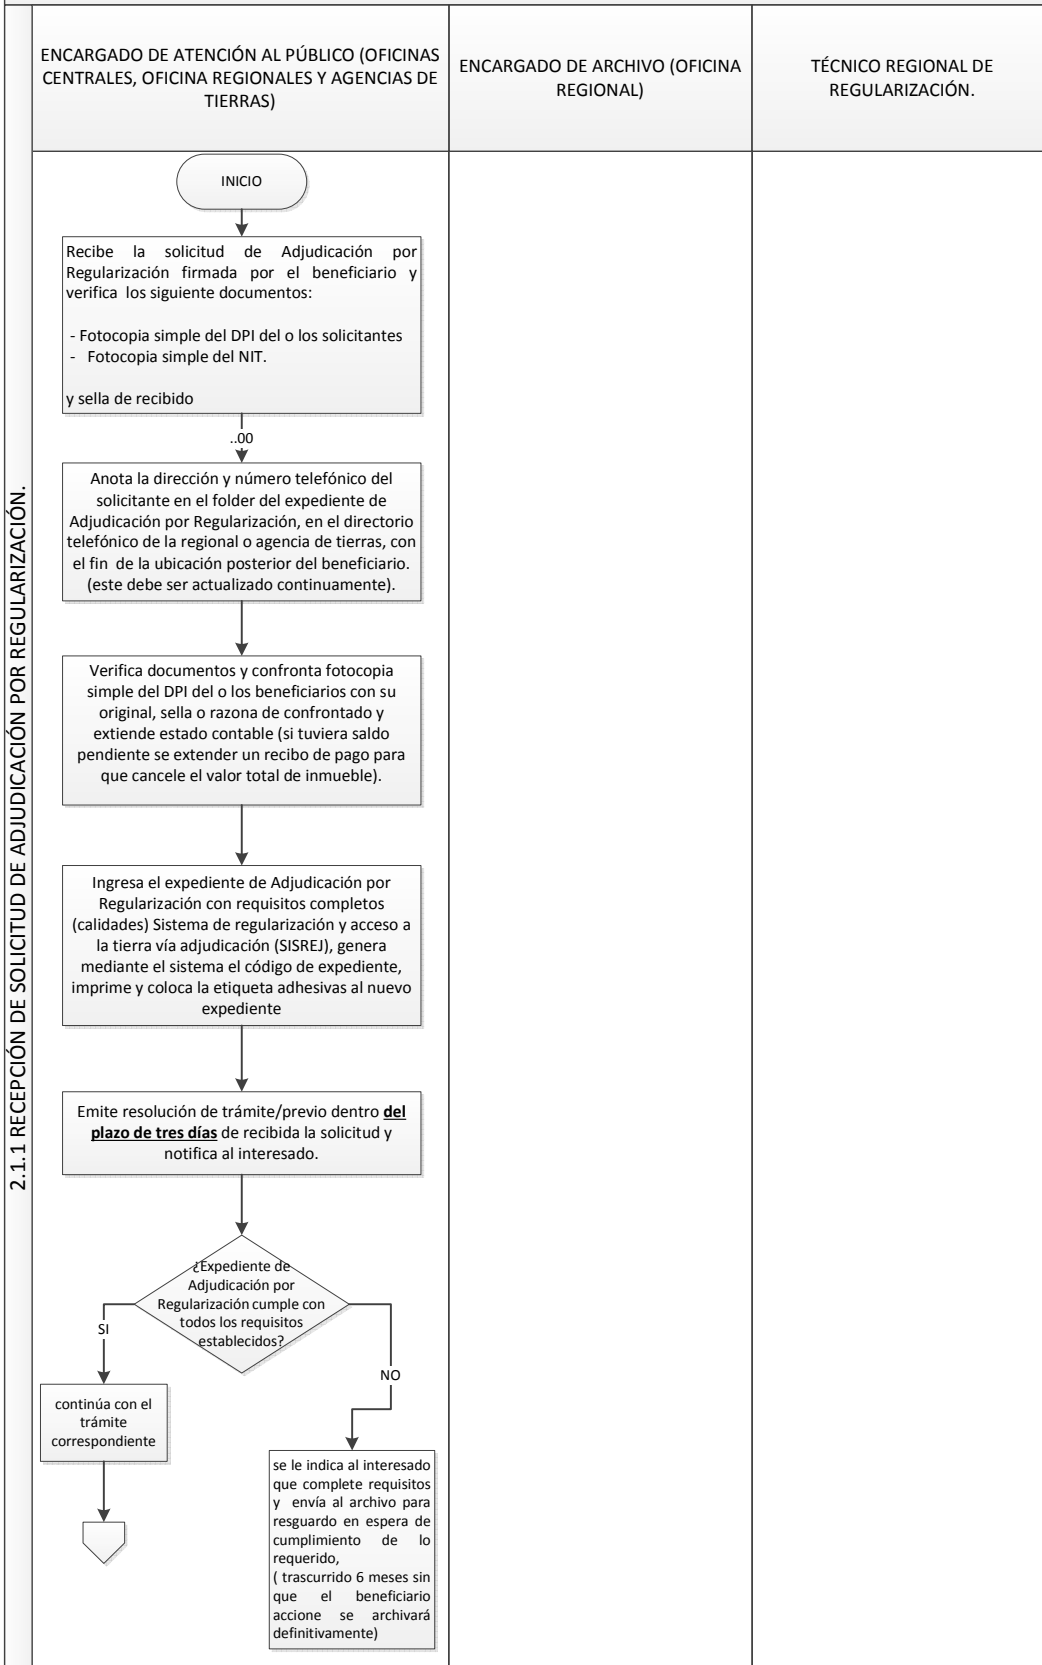 2.1.1 RECEPCIÓN DE SOLICITUD DE ADJUDICACIÓN POR REGULARIZACIÓN.
ENCARGADO DE ATENCIÓN AL PÚBLICO (OFICINAS
CENTRALES, OFICINA REGIONALES Y AGENCIAS DE
TIERRAS)
ENCARGADO DE ARCHIVO (OFICINA
REGIONAL)
TÉCNICO REGIONAL DE
REGULARIZACIÓN.
INICIO
Recibe la solicitud de Adjudicación por
Regularización firmada por el beneficiario y
verifica los siguiente documentos:
- Fotocopia simple del DPI del o los solicitantes
- Fotocopia simple del NIT.
y sella de recibido
..00
Anota la dirección y número telefónico del
solicitante en el folder del expediente de
Adjudicación por Regularización, en el directorio
telefónico de la regional o agencia de tierras, con
el fin de la ubicación posterior del beneficiario.
(este debe ser actualizado continuamente).
Verifica documentos y confronta fotocopia
simple del DPI del o los beneficiarios con su
original, sella o razona de confrontado y
extiende estado contable (si tuviera saldo
pendiente se extender un recibo de pago para
que cancele el valor total de inmueble).
Ingresa el expediente de Adjudicación por
Regularización con requisitos completos
(calidades) Sistema de regularización y acceso a
la tierra vía adjudicación (SISREJ), genera
mediante el sistema el código de expediente,
imprime y coloca la etiqueta adhesivas al nuevo
expediente
Emite resolución de trámite/previo dentro del
plazo de tres días de recibida la solicitud y
notifica al interesado.
¿Expediente de
Adjudicación por
Regularización cumple con
todos los requisitos
establecidos?
SI
NO
continúa con el
trámite
correspondiente
se le indica al interesado
que complete requisitos
y envía al archivo para
resguardo en espera de
cumplimiento de lo
requerido,
( trascurrido 6 meses sin
que el beneficiario
accione se archivará
definitivamente)